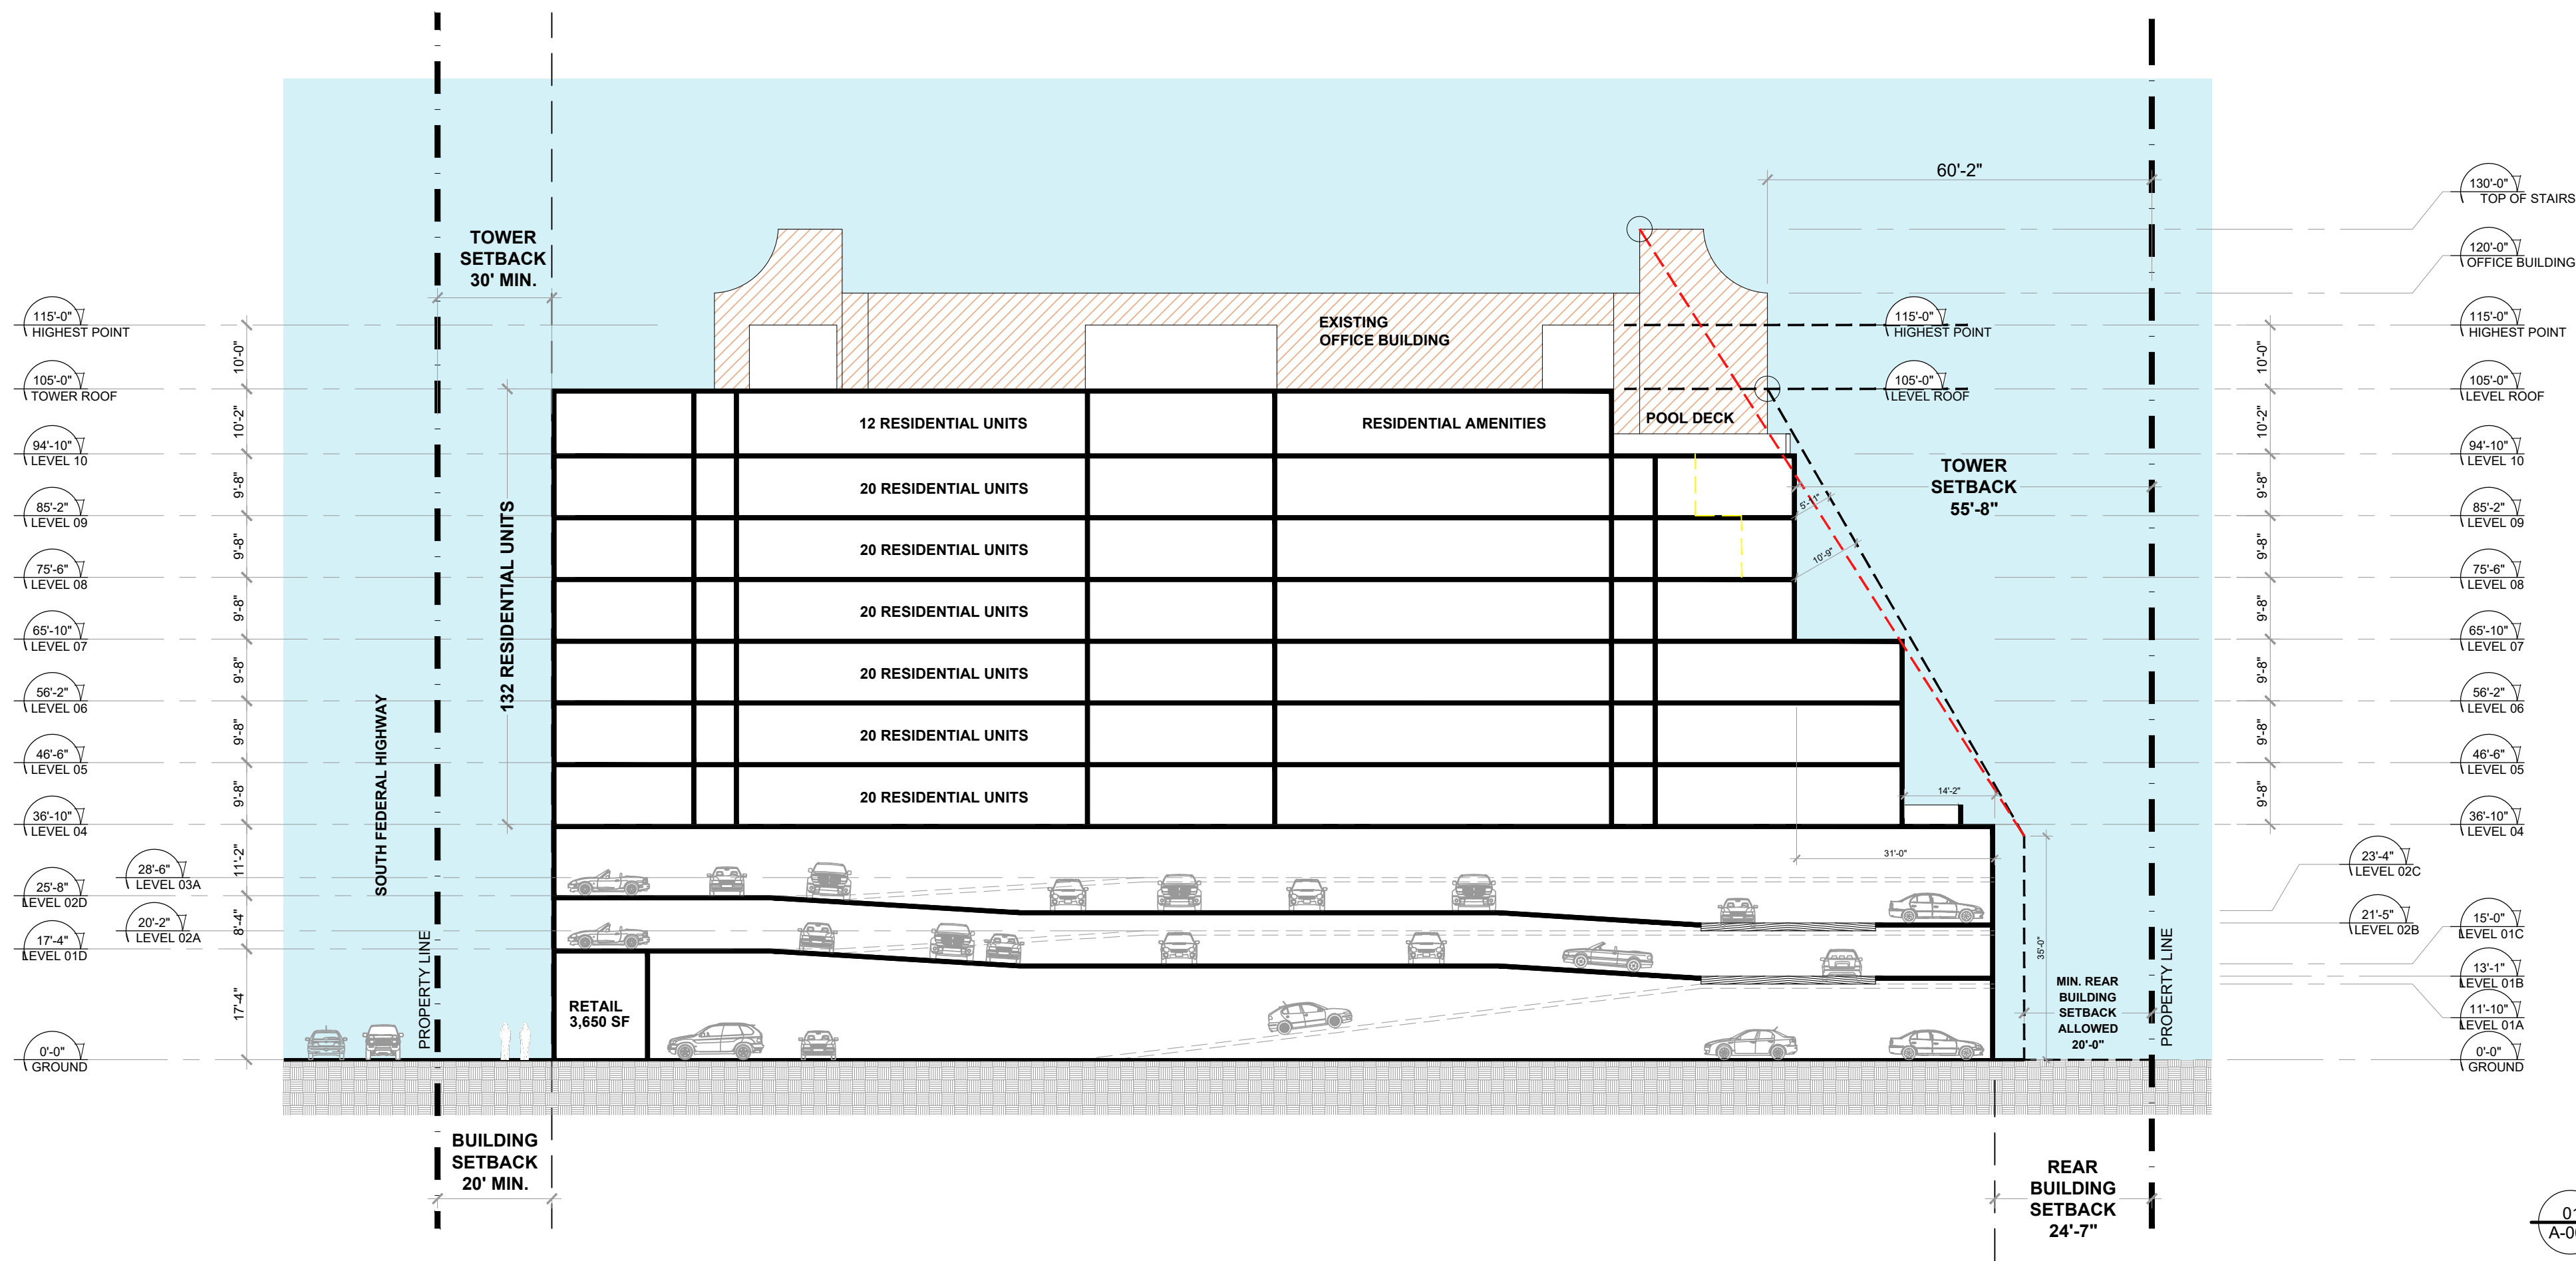 60'-2"
130'-0"
TOP OF STAIRS
TOWER
SETBACK
30' MIN.
120'-0"
OFFICE BUILDING
115'-0"
HIGHEST POINT
EXISTING
OFFICE BUILDING
115'-0"
HIGHEST POINT
115'-0"
HIGHEST POINT
10'-0"
10'-0"
105'-0"
TOWER ROOF
105'-0"
LEVEL ROOF
105'-0"
LEVEL ROOF
10'-2"
12 RESIDENTIAL UNITS
RESIDENTIAL AMENITIES
POOL DECK
10'-2"
94'-10"
LEVEL 10
TOWER
SETBACK
55'-8"
94'-10"
LEVEL 10
9'-8"
20 RESIDENTIAL UNITS
5'-11"
9'-8"
85'-2"
LEVEL 09
85'-2"
LEVEL 09
9'-8"
132 RESIDENTIAL UNITS
20 RESIDENTIAL UNITS
10'-9"
9'-8"
75'-6"
LEVEL 08
75'-6"
LEVEL 08
9'-8"
20 RESIDENTIAL UNITS
9'-8"
65'-10"
LEVEL 07
65'-10"
LEVEL 07
9'-8"
20 RESIDENTIAL UNITS
9'-8"
56'-2"
LEVEL 06
56'-2"
LEVEL 06
9'-8"
20 RESIDENTIAL UNITS
9'-8"
46'-6"
LEVEL 05
46'-6"
LEVEL 05
9'-8"
20 RESIDENTIAL UNITS
14'-2"
9'-8"
36'-10"
LEVEL 04
36'-10"
LEVEL 04
SOUTH FEDERAL HIGHWAY
11'-2"
31'-0"
28'-6"
LEVEL 03A
23'-4"
LEVEL 02C
25'-8"
LEVEL 02D
20'-2"
LEVEL 02A
8'-4"
21'-5"
LEVEL 02B
15'-0"
LEVEL 01C
17'-4"
LEVEL 01D
PROPERTY LINE
35'-0"
PROPERTY LINE
13'-1"
LEVEL 01B
17'-4"
RETAIL
3,650 SF
MIN. REAR
BUILDING
SETBACK
ALLOWED
20'-0"
11'-10"
LEVEL 01A
0'-0"
GROUND
0'-0"
GROUND
BUILDING
SETBACK
20' MIN.
REAR
BUILDING
SETBACK
24'-7"
01